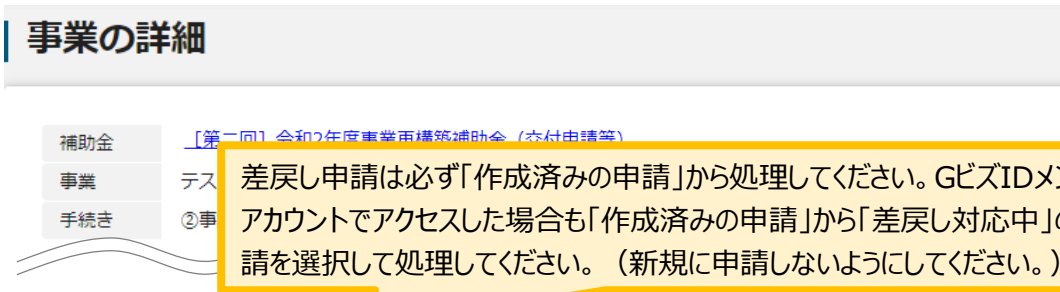 事業の詳細
補助金 ［第二回］令和2年度事業再構築補助金（交付申請等）
事業 テス
手続き ②事
差戻し申請は必ず「作成済みの申請」から処理してください。GビズIDメン
アカウントでアクセスした場合も「作成済みの申請」から「差戻し対応中」の
請を選択して処理してください。（新規に申請しないようにしてください。）